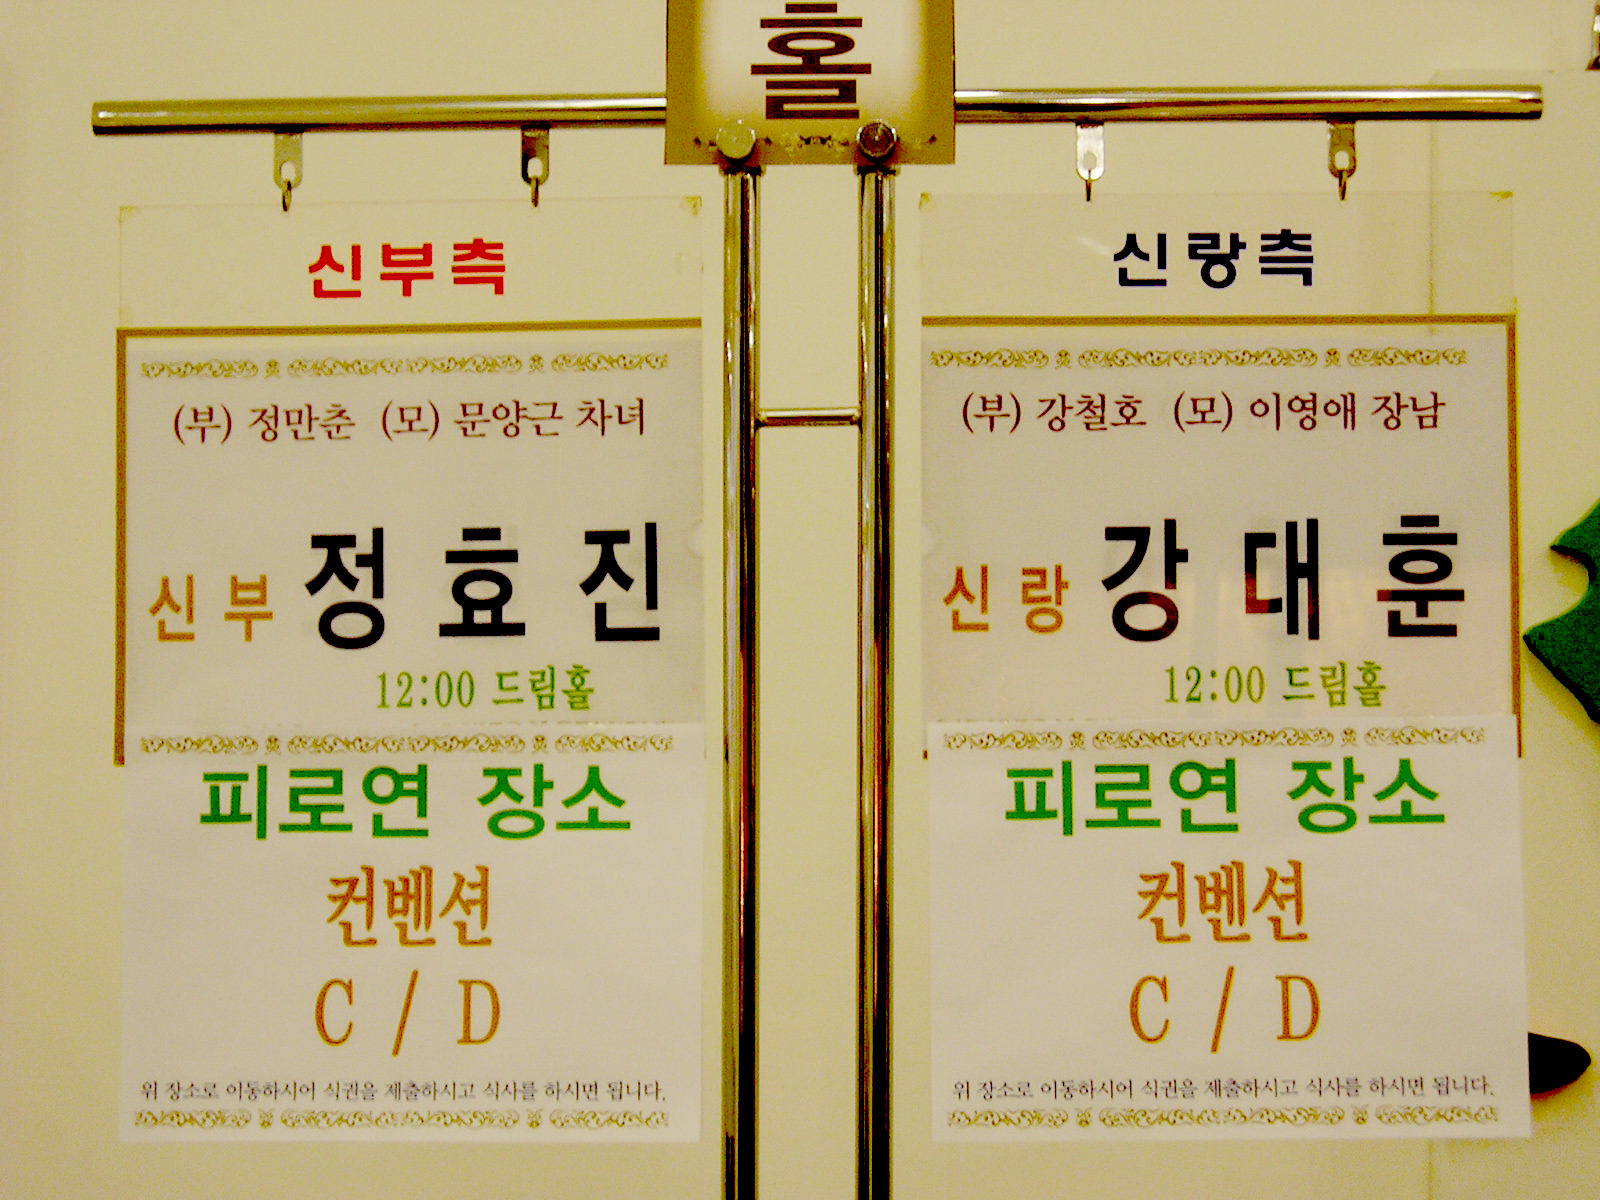 홀
신부측
(부) 정만춘 (모) 문양근 차녀
신부 정효진
12:00 드림홀
피로연 장소
컨벤션
C / D
위 장소로 이동하시어 식권을 제출하시고 식사를 하시면 됩니다.
신랑측
(부) 강철호 (모) 이영애 장남
신랑 강대훈
12:00 드림홀
피로연 장소
컨벤션
C / D
위 장소로 이동하시어 식권을 제출하시고 식사를 하시면 됩니다.